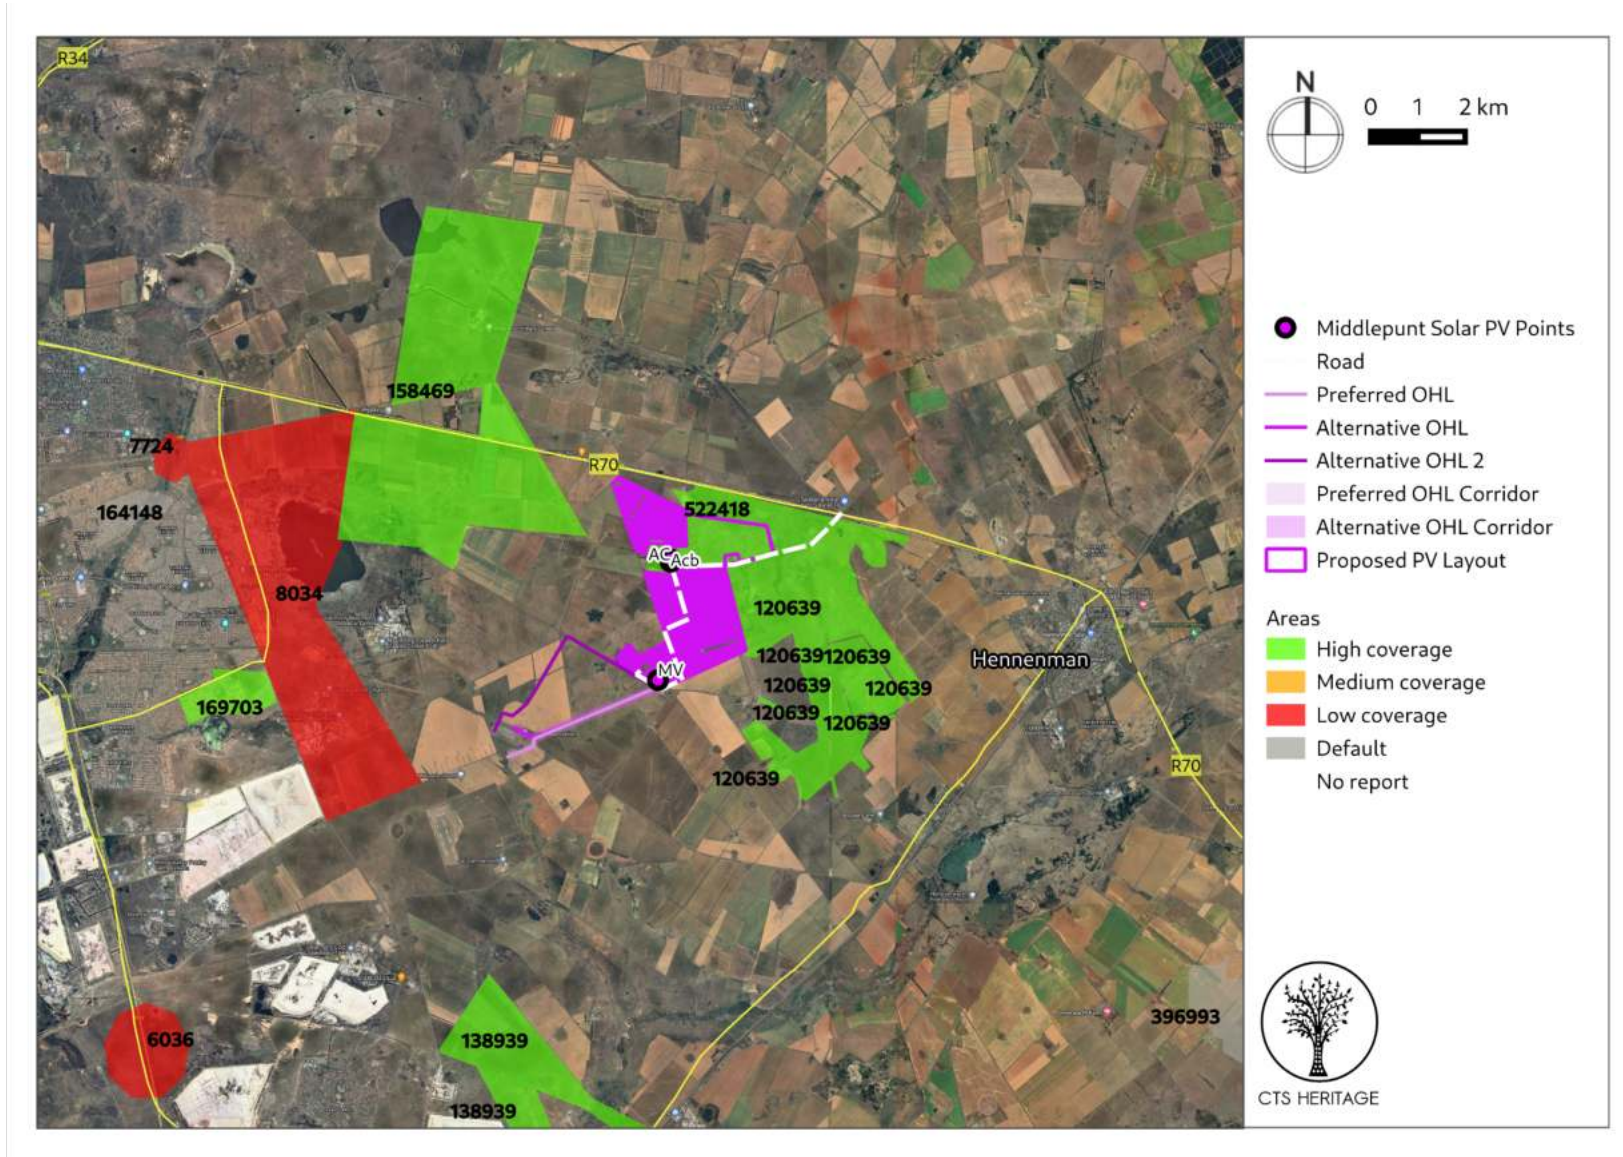 R34
N
0 1 2 km
158469
7724
R70
164148
522418
AC
Acb
8034
120639
120639
120639
Hennenman
MV
120639
120639
169703
120639
120639
120639
R70
6036
138939
138939
396993
Middlepunt Solar PV Points
Road
Preferred OHL
Alternative OHL
Alternative OHL 2
Preferred OHL Corridor
Alternative OHL Corridor
Proposed PV Layout
Areas
High coverage
Medium coverage
Low coverage
Default
No report
CTS HERITAGE